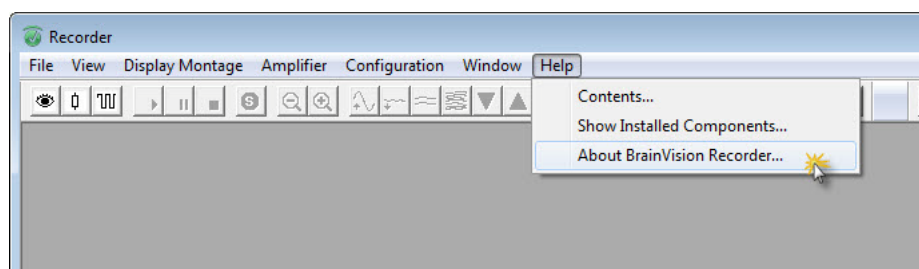 Recorder
File View Display Montage Amplifier Configuration Window Help
S
Contents...
Show Installed Components...
About BrainVision Recorder...